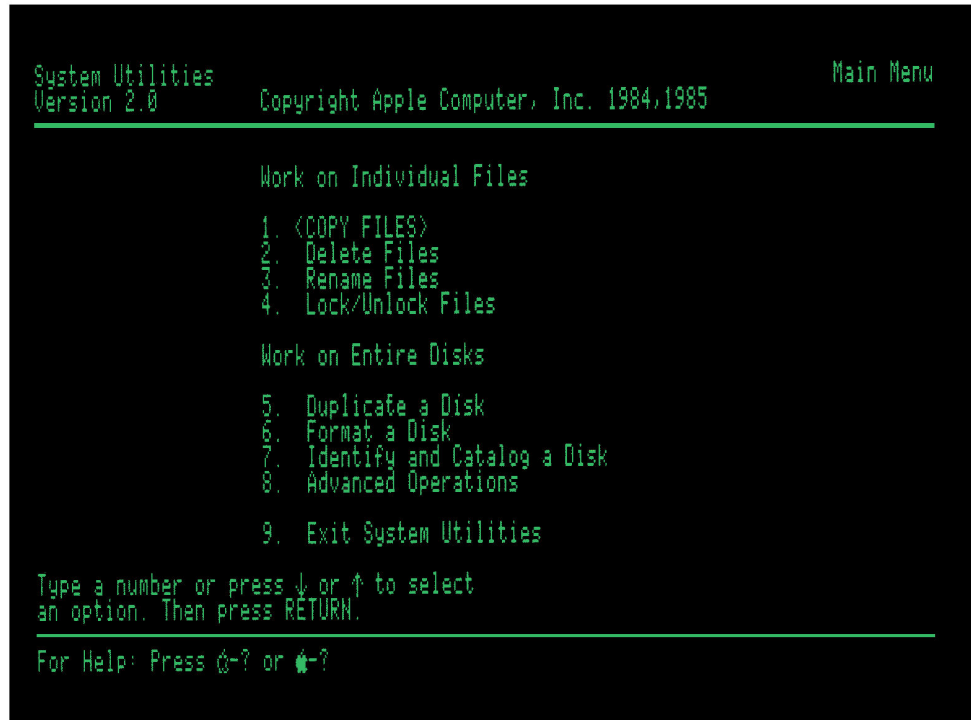 System Utilities
Main Menu
Version 2.0
Copyright Apple Computer, Inc. 1984,1985
Work on Individual Files
1. <COPY FILES>
2. Delete Files
3. Rename Files
4. Lock/Unlock Files
Work on Entire Disks
5. Duplicate a Disk
6. Format a Disk
7. Identify and Catalog a Disk
8. Advanced Operations
9. Exit System Utilities
Type a number or press ↓ or ↑ to select
an option. Then press RETURN.
For Help: Press -? or -?